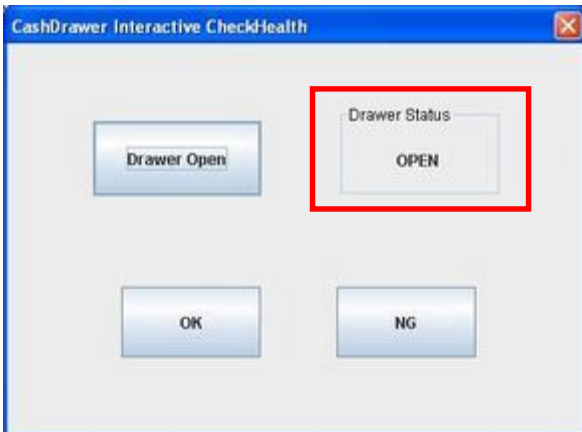 CashDrawer Interactive CheckHealth
Drawer Status
Drawer Open
OPEN
OK
NG